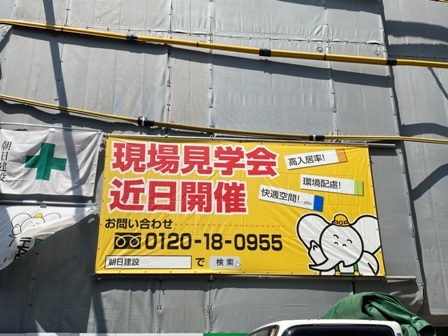 現場見学会
近日開催
高入居率!
環境配慮!
快適空間!
お問い合わせ
0120-18-0955
朝日建設 で 検索
朝日建設